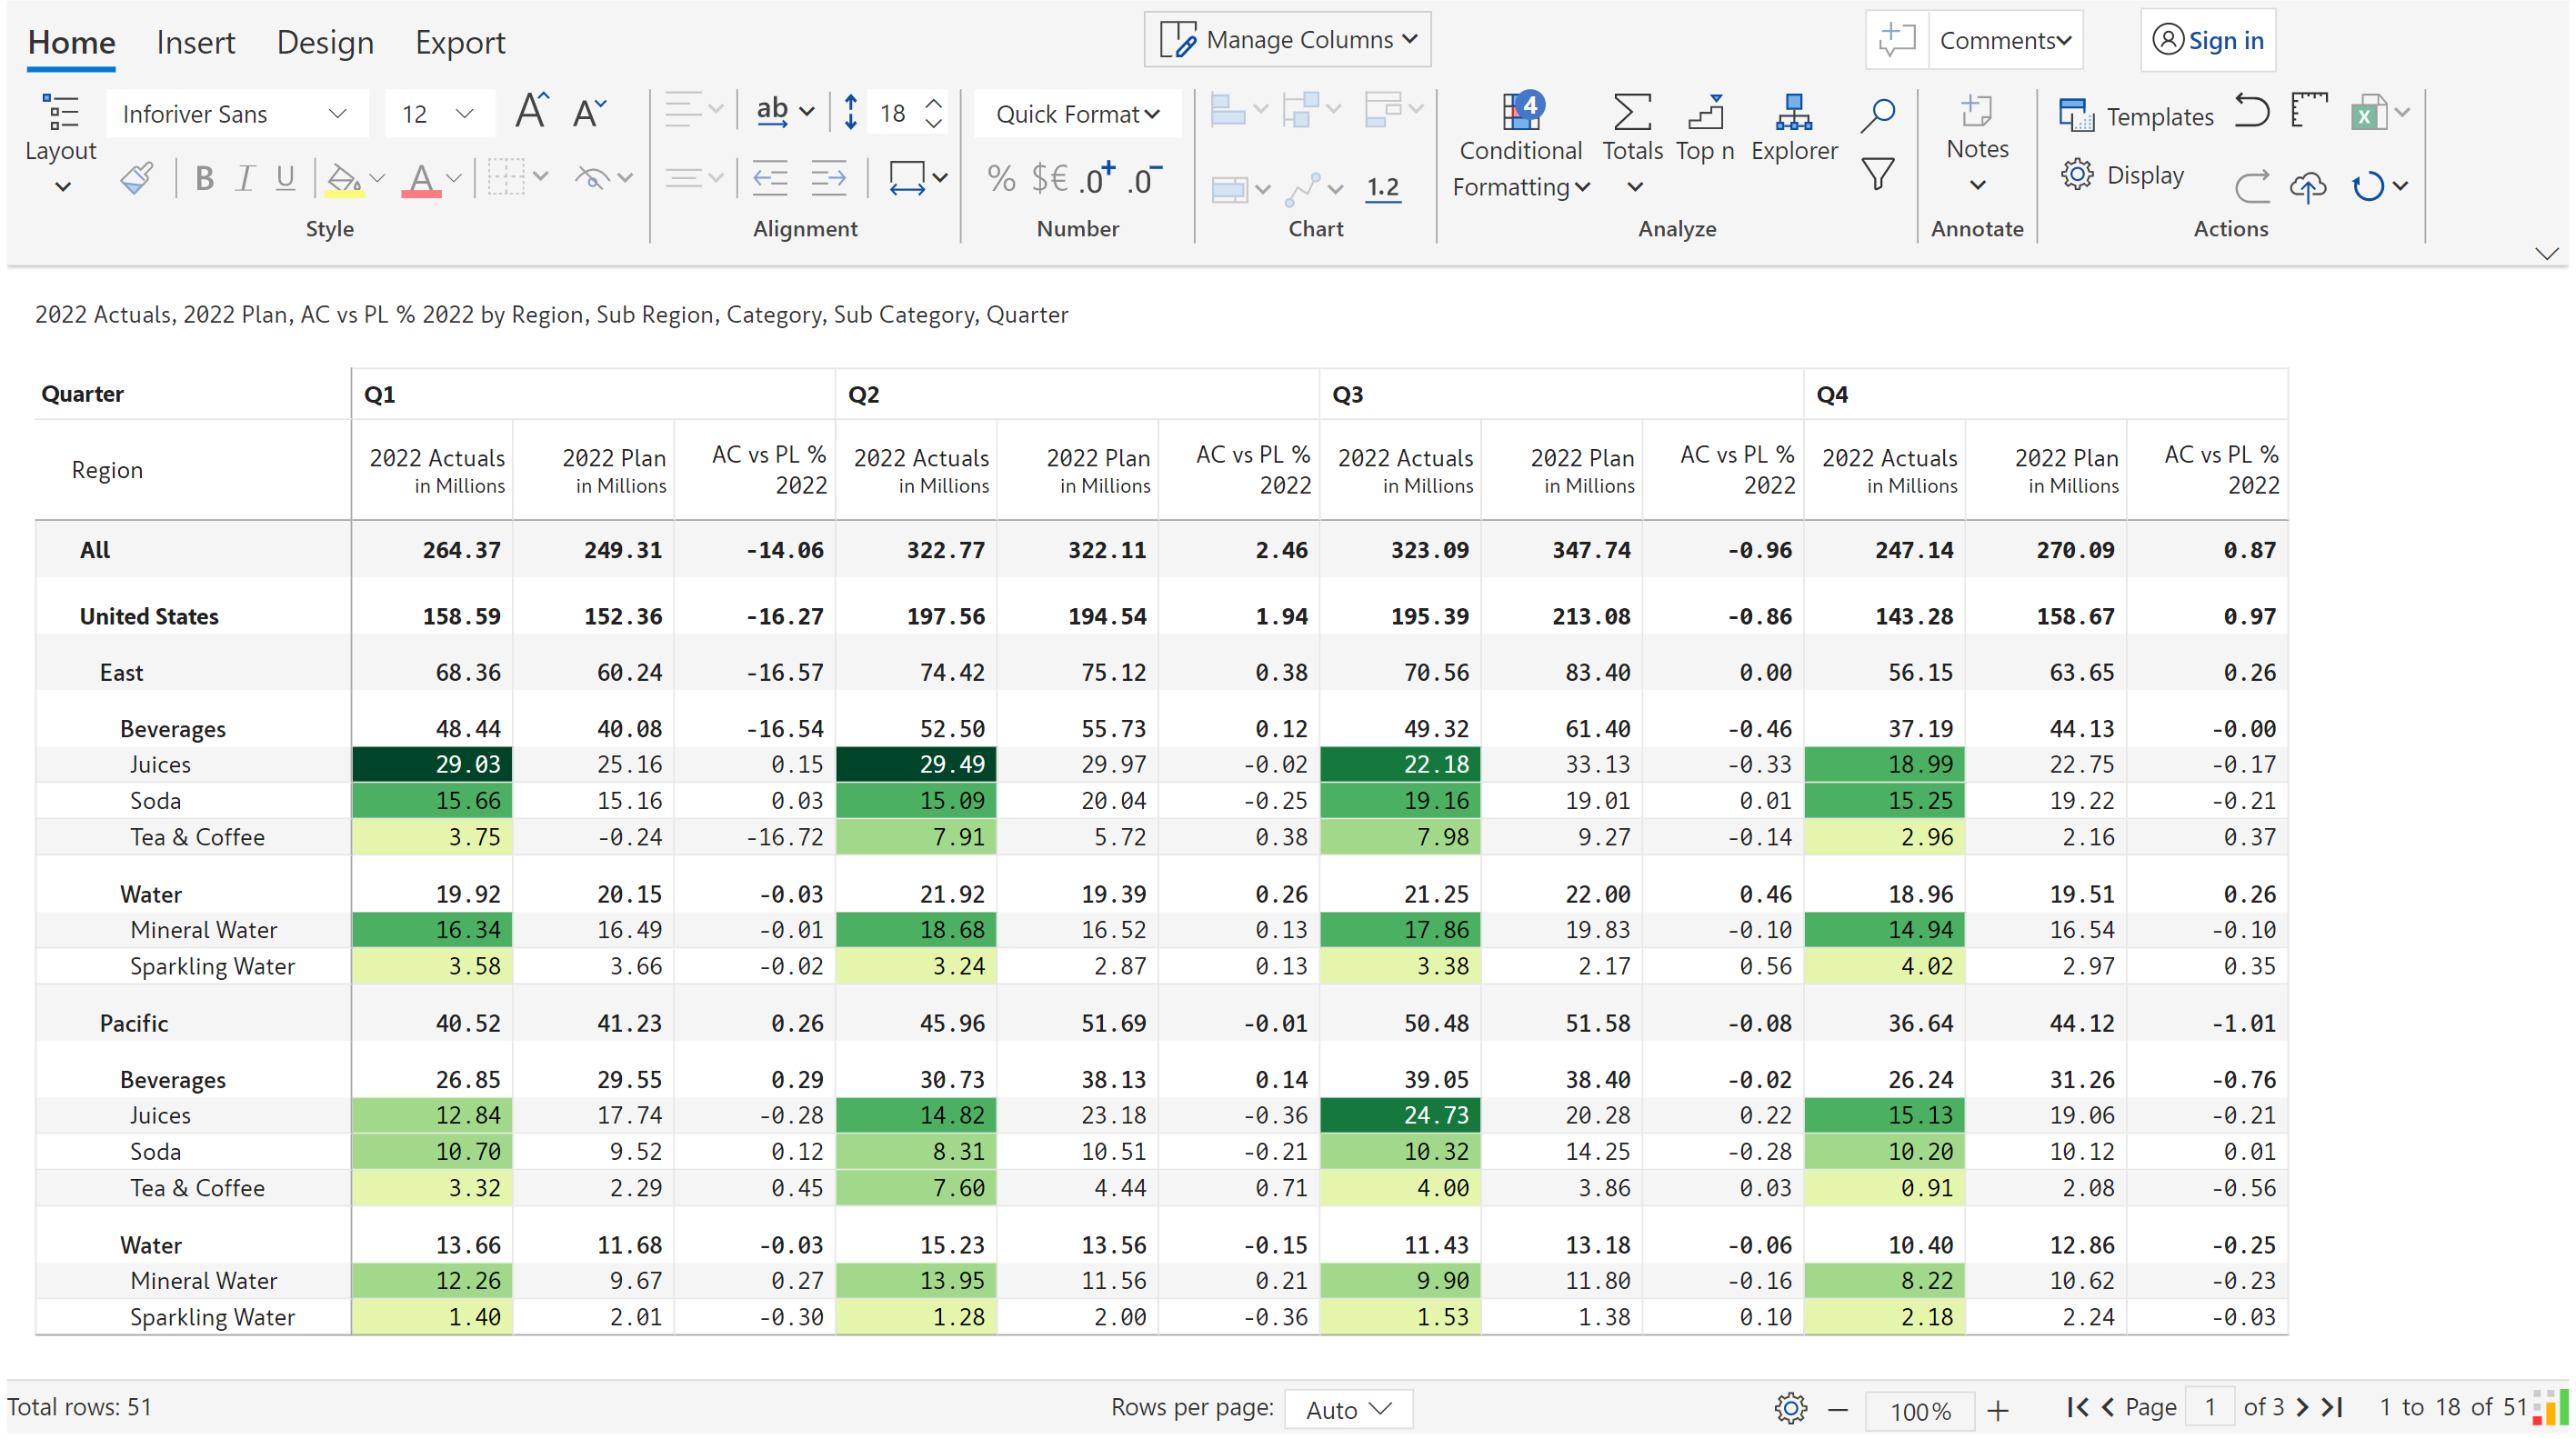 Home Insert Design Export Manage Columns Comments Sign in
Layout Inforiver Sans 12 A A ab 18 Quick Format 4 Conditional Formatting Totals Top n Explorer Notes Templates X
B I U A % $€ .0+ .0- 1.2 Display
Style Alignment Number Chart Analyze Annotate Actions
2022 Actuals, 2022 Plan, AC vs PL % 2022 by Region, Sub Region, Category, Sub Category, Quarter
Quarter Q1 Q2 Q3 Q4
Region 2022 Actuals in Millions 2022 Plan in Millions AC vs PL % 2022 2022 Actuals in Millions 2022 Plan in Millions AC vs PL % 2022 2022 Actuals in Millions 2022 Plan in Millions AC vs PL % 2022 2022 Actuals in Millions 2022 Plan in Millions AC vs PL % 2022
All 264.37 249.31 -14.06 322.77 322.11 2.46 323.09 347.74 -0.96 247.14 270.09 0.87
United States 158.59 152.36 -16.27 197.56 194.54 1.94 195.39 213.08 -0.86 143.28 158.67 0.97
East 68.36 60.24 -16.57 74.42 75.12 0.38 70.56 83.40 0.00 56.15 63.65 0.26
Beverages 48.44 40.08 -16.54 52.50 55.73 0.12 49.32 61.40 -0.46 37.19 44.13 -0.00
Juices 29.03 25.16 0.15 29.49 29.97 -0.02 22.18 33.13 -0.33 18.99 22.75 -0.17
Soda 15.66 15.16 0.03 15.09 20.04 -0.25 19.16 19.01 0.01 15.25 19.22 -0.21
Tea & Coffee 3.75 -0.24 -16.72 7.91 5.72 0.38 7.98 9.27 -0.14 2.96 2.16 0.37
Water 19.92 20.15 -0.03 21.92 19.39 0.26 21.25 22.00 0.46 18.96 19.51 0.26
Mineral Water 16.34 16.49 -0.01 18.68 16.52 0.13 17.86 19.83 -0.10 14.94 16.54 -0.10
Sparkling Water 3.58 3.66 -0.02 3.24 2.87 0.13 3.38 2.17 0.56 4.02 2.97 0.35
Pacific 40.52 41.23 0.26 45.96 51.69 -0.01 50.48 51.58 -0.08 36.64 44.12 -1.01
Beverages 26.85 29.55 0.29 30.73 38.13 0.14 39.05 38.40 -0.02 26.24 31.26 -0.76
Juices 12.84 17.74 -0.28 14.82 23.18 -0.36 24.73 20.28 0.22 15.13 19.06 -0.21
Soda 10.70 9.52 0.12 8.31 10.51 -0.21 10.32 14.25 -0.28 10.20 10.12 0.01
Tea & Coffee 3.32 2.29 0.45 7.60 4.44 0.71 4.00 3.86 0.03 0.91 2.08 -0.56
Water 13.66 11.68 -0.03 15.23 13.56 -0.15 11.43 13.18 -0.06 10.40 12.86 -0.25
Mineral Water 12.26 9.67 0.27 13.95 11.56 0.21 9.90 11.80 -0.16 8.22 10.62 -0.23
Sparkling Water 1.40 2.01 -0.30 1.28 2.00 -0.36 1.53 1.38 0.10 2.18 2.24 -0.03
Total rows: 51 Rows per page: Auto 100% Page 1 of 3 1 to 18 of 51